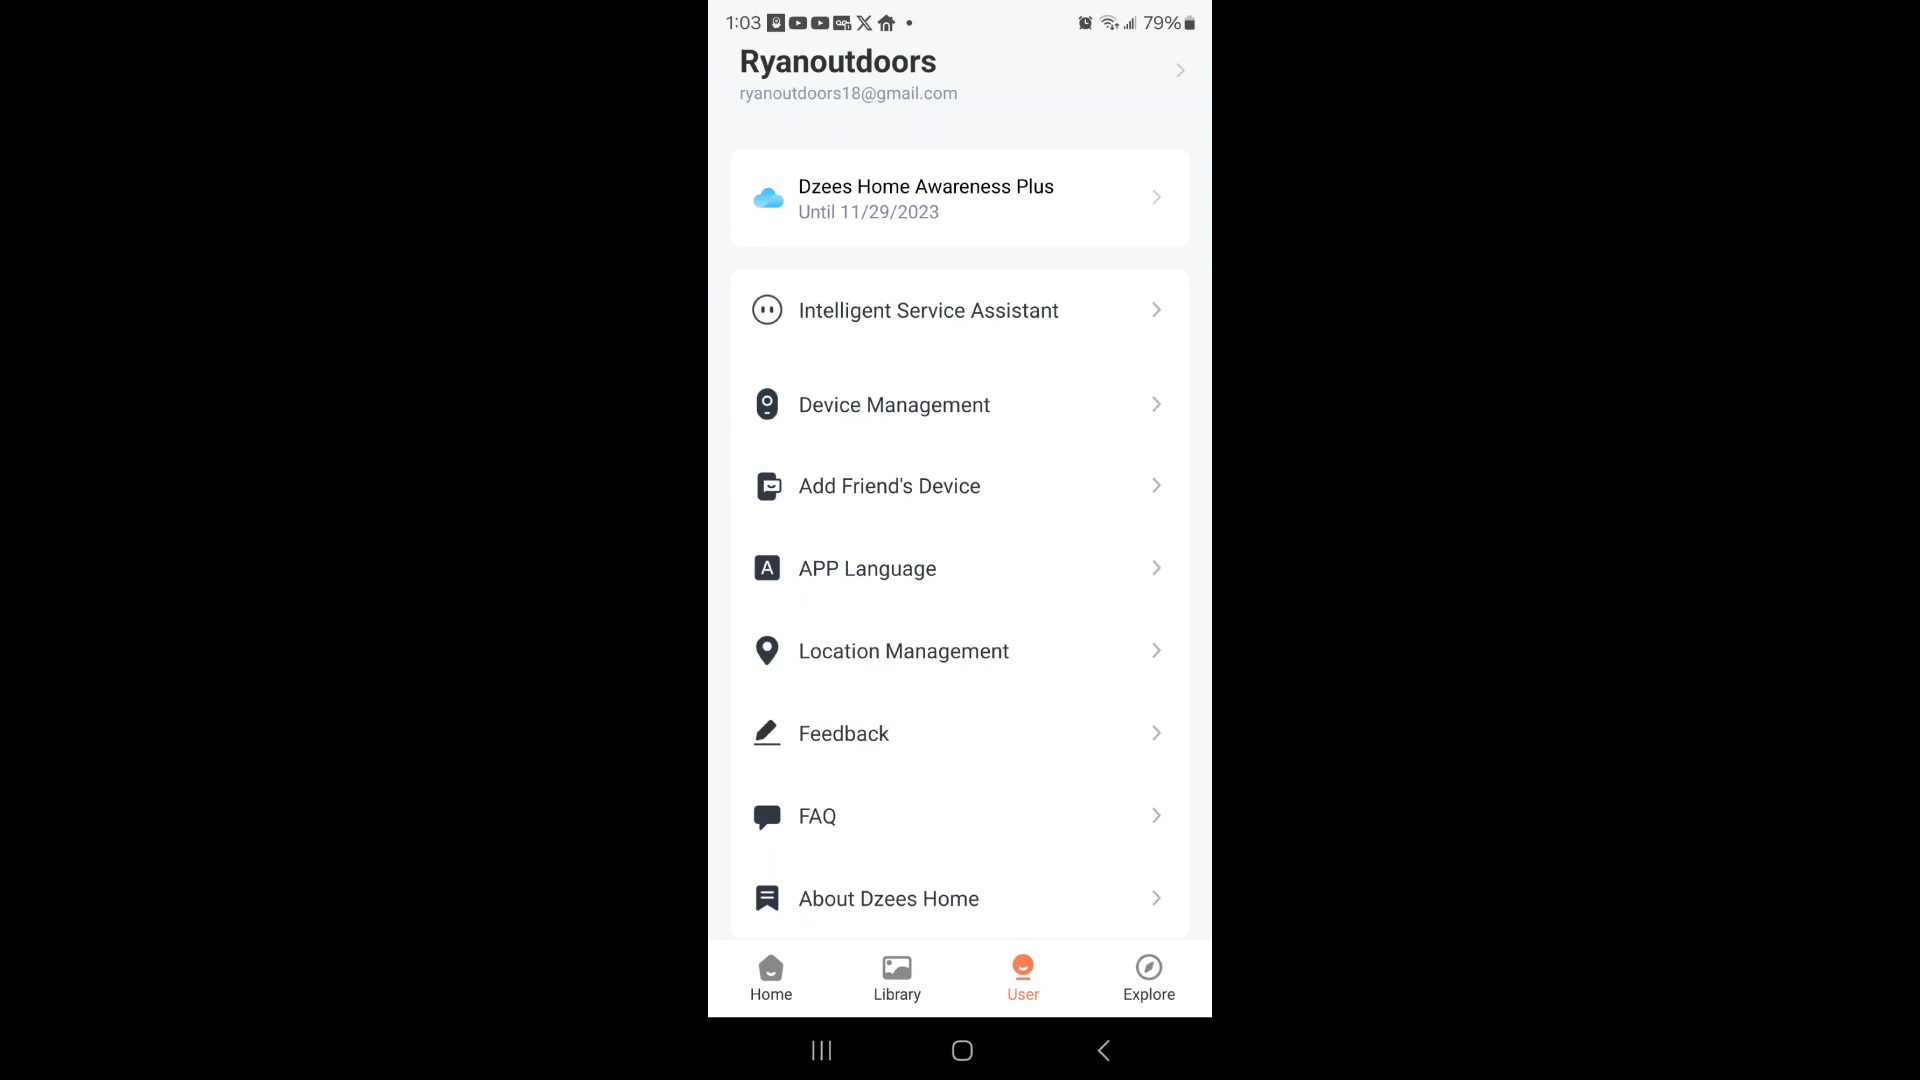 1:03 79%
Ryanoutdoors
ryanoutdoors18@gmail.com
Dzees Home Awareness Plus
Until 11/29/2023
Intelligent Service Assistant
Device Management
Add Friend's Device
A APP Language
Location Management
Feedback
FAQ
About Dzees Home
Home Library User Explore